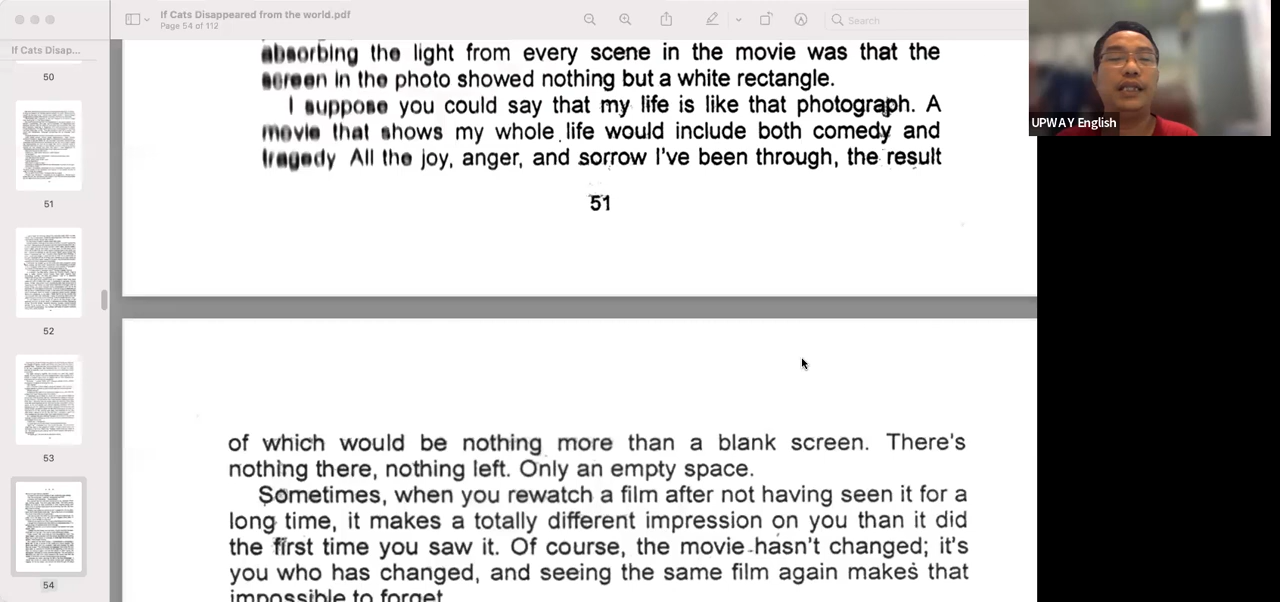 If Cats Disappeared from the world.pdf
Page 54 of 112
Search
If Cats Disap...
50
51
52
53
54
UPWAY English
absorbing the light from every scene in the movie was that the
screen in the photo showed nothing but a white rectangle.
I suppose you could say that my life is like that photograph. A
movie that shows my whole life would include both comedy and
tragedy All the joy, anger, and sorrow I've been through, the result
51
of which would be nothing more than a blank screen. There's
nothing there, nothing left. Only an empty space.
Sometimes, when you rewatch a film after not having seen it for a
long time, it makes a totally different impression on you than it did
the first time you saw it. Of course, the movie hasn't changed; it's
you who has changed, and seeing the same film again makes that
impossible to forget